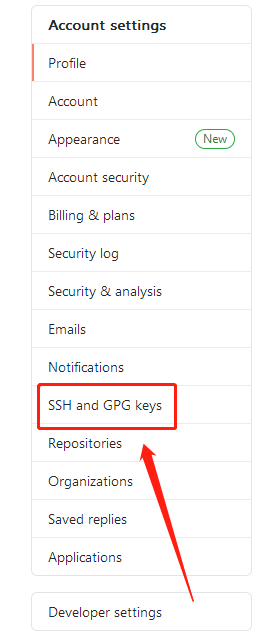 Account settings
Profile
Account
Appearance New
Account security
Billing & plans
Security log
Security & analysis
Emails
Notifications
SSH and GPG keys
Repositories
Organizations
Saved replies
Applications
Developer settings